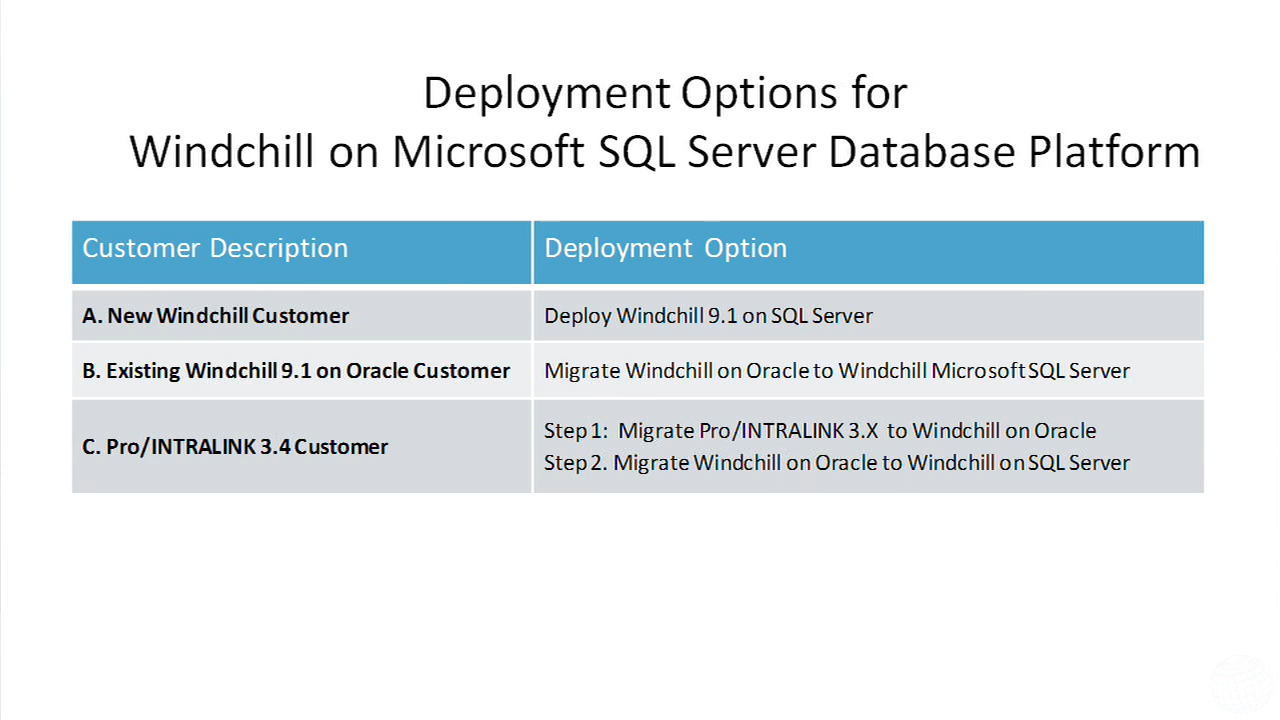 Deployment Options for
Windchill on Microsoft SQL Server Database Platform
Customer Description
Deployment Option
A. New Windchill Customer
Deploy Windchill 9.1 on SQL Server
B. Existing Windchill 9.1 on Oracle Customer
Migrate Windchill on Oracle to Windchill Microsoft SQL Server
C. Pro/INTRALINK 3.4 Customer
Step 1: Migrate Pro/INTRALINK 3.X to Windchill on Oracle
Step 2. Migrate Windchill on Oracle to Windchill on SQL Server